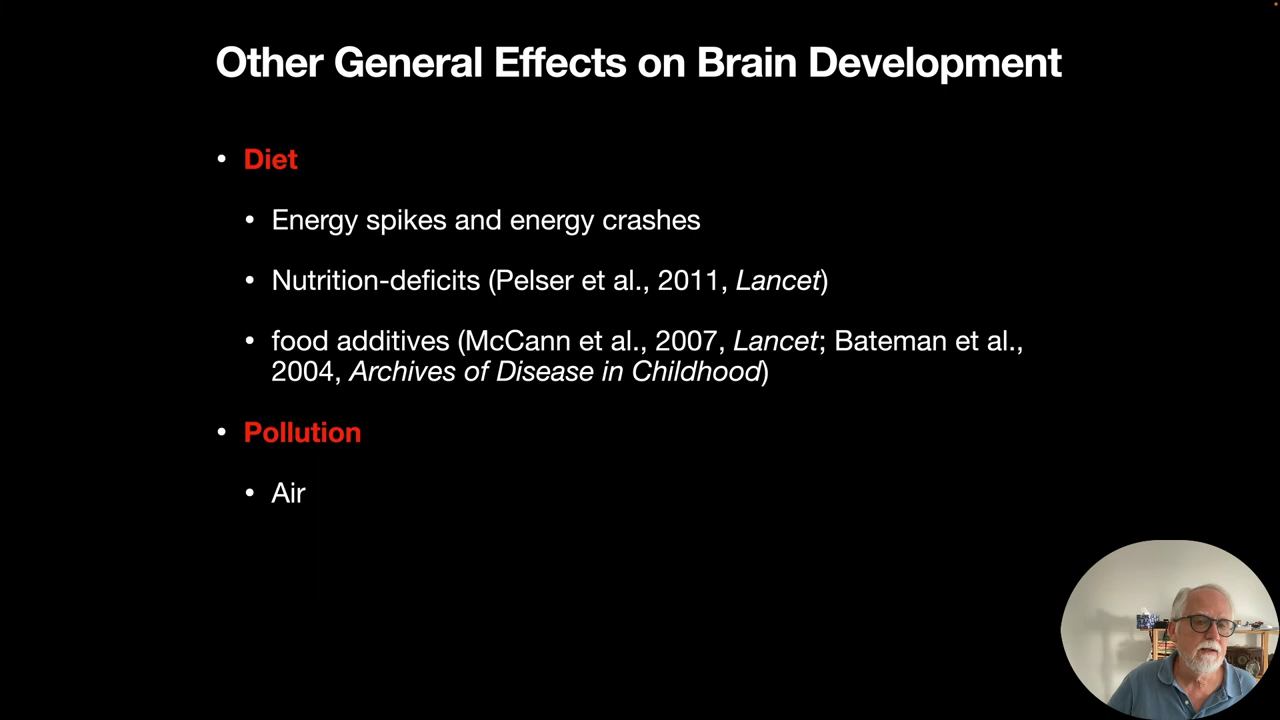 Other General Effects on Brain Development
• Diet
• Energy spikes and energy crashes
• Nutrition-deficits (Pelser et al., 2011, Lancet)
• food additives (McCann et al., 2007, Lancet; Bateman et al.,
2004, Archives of Disease in Childhood)
• Pollution
• Air